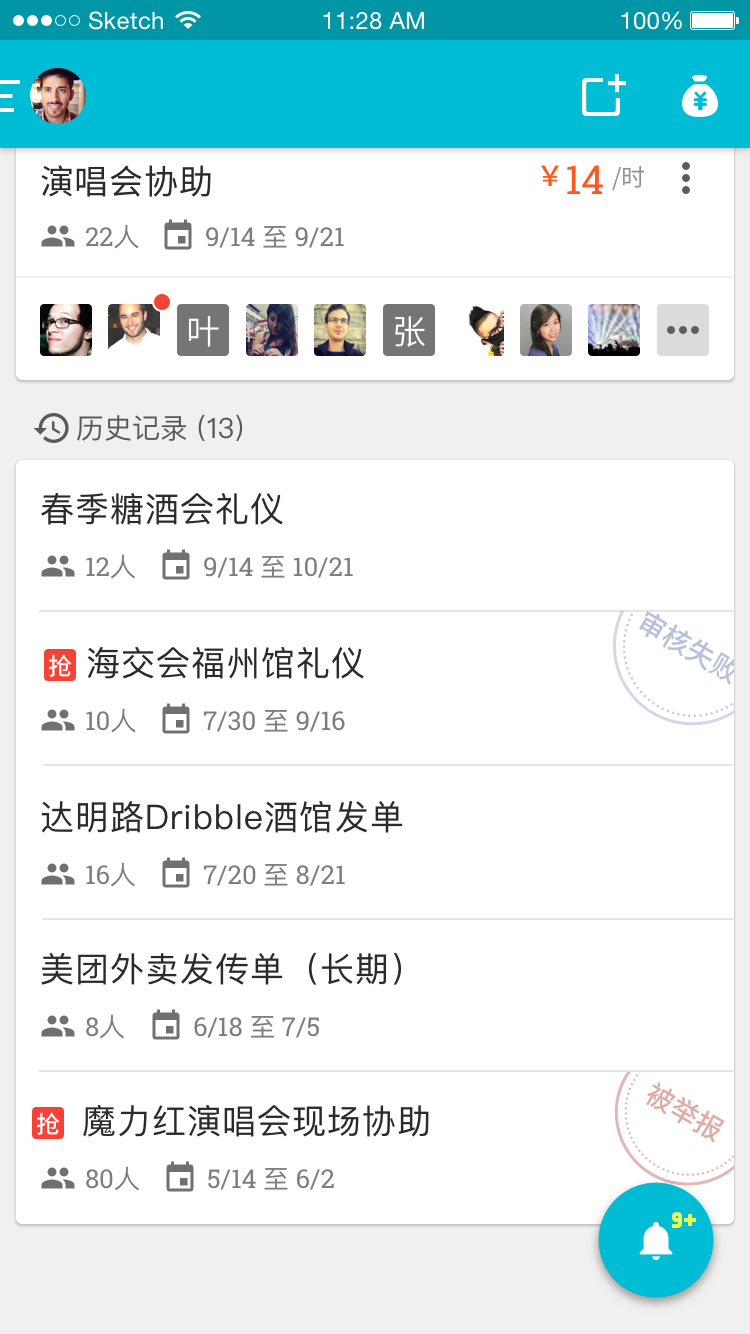 Sketch 11:28 AM 100%
演唱会协助 ¥14 /时
22人 9/14 至 9/21
叶 张
历史记录 (13)
春季糖酒会礼仪
12人 9/14 至 10/21
审核失败
抢 海交会福州馆礼仪
10人 7/30 至 9/16
达明路Dribble酒馆发单
16人 7/20 至 8/21
美团外卖发传单（长期）
8人 6/18 至 7/5
被举报
抢 魔力红演唱会现场协助
80人 5/14 至 6/2
9+